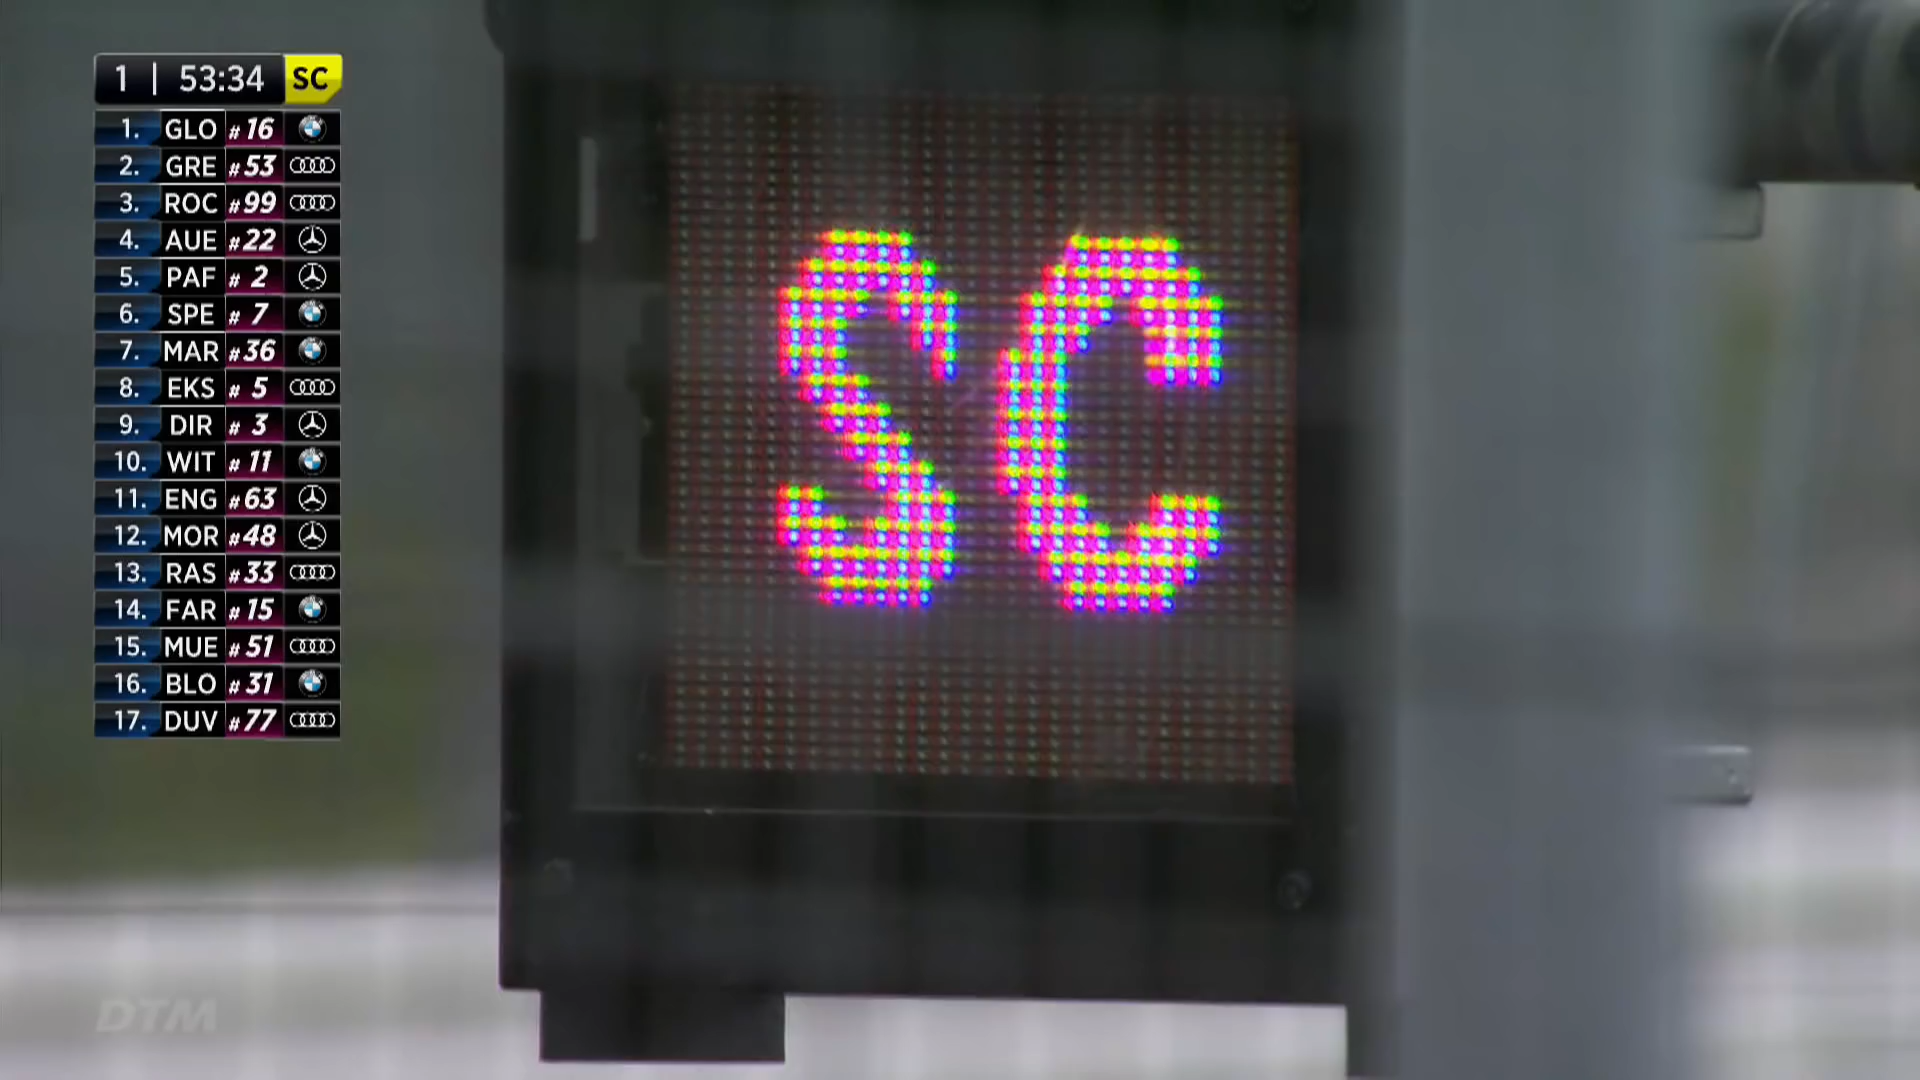 1 | 53:34 SC
1. GLO #16
2. GRE #53
3. ROC #99
4. AUE #22
5. PAF #2
6. SPE #7
7. MAR #36
8. EKS #5
9. DIR #3
10. WIT #11
11. ENG #63
12. MOR #48
13. RAS #33
14. FAR #15
15. MUE #51
16. BLO #31
17. DUV #77
SC
DTM